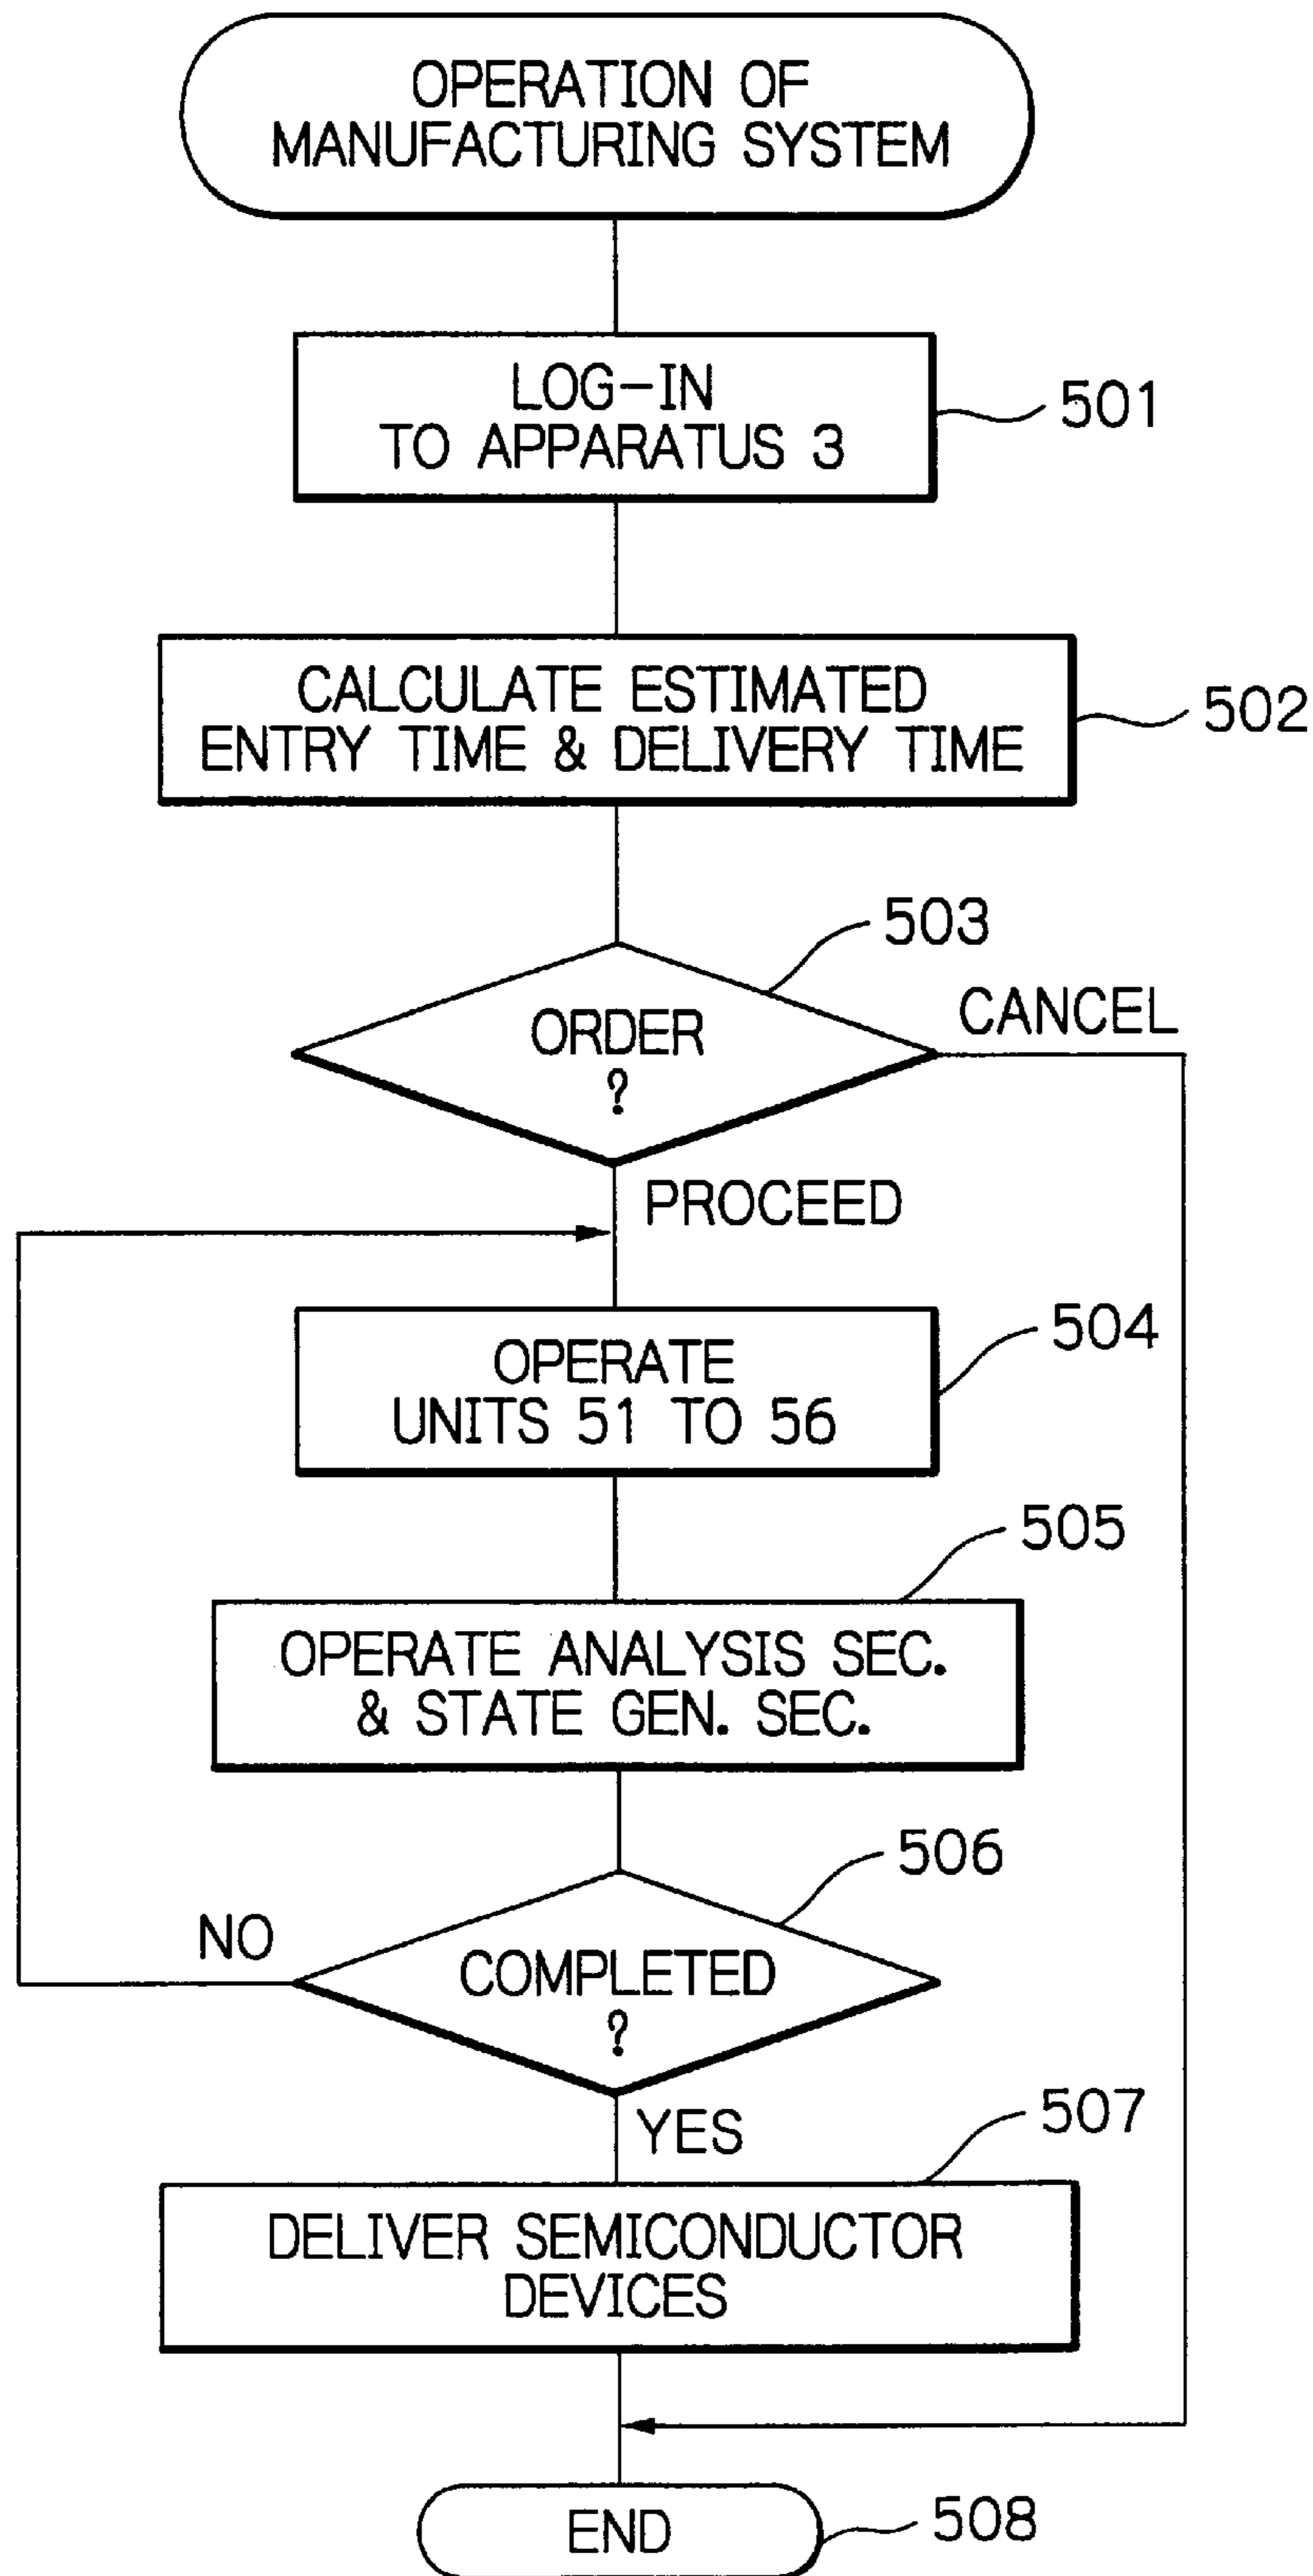 OPERATION OF
MANUFACTURING SYSTEM
LOG-IN
TO APPARATUS 3
501
CALCULATE ESTIMATED
ENTRY TIME & DELIVERY TIME
502
503
ORDER
?
CANCEL
PROCEED
OPERATE
UNITS 51 TO 56
504
505
OPERATE ANALYSIS SEC.
& STATE GEN. SEC.
506
NO
COMPLETED
?
YES
507
DELIVER SEMICONDUCTOR
DEVICES
END
508